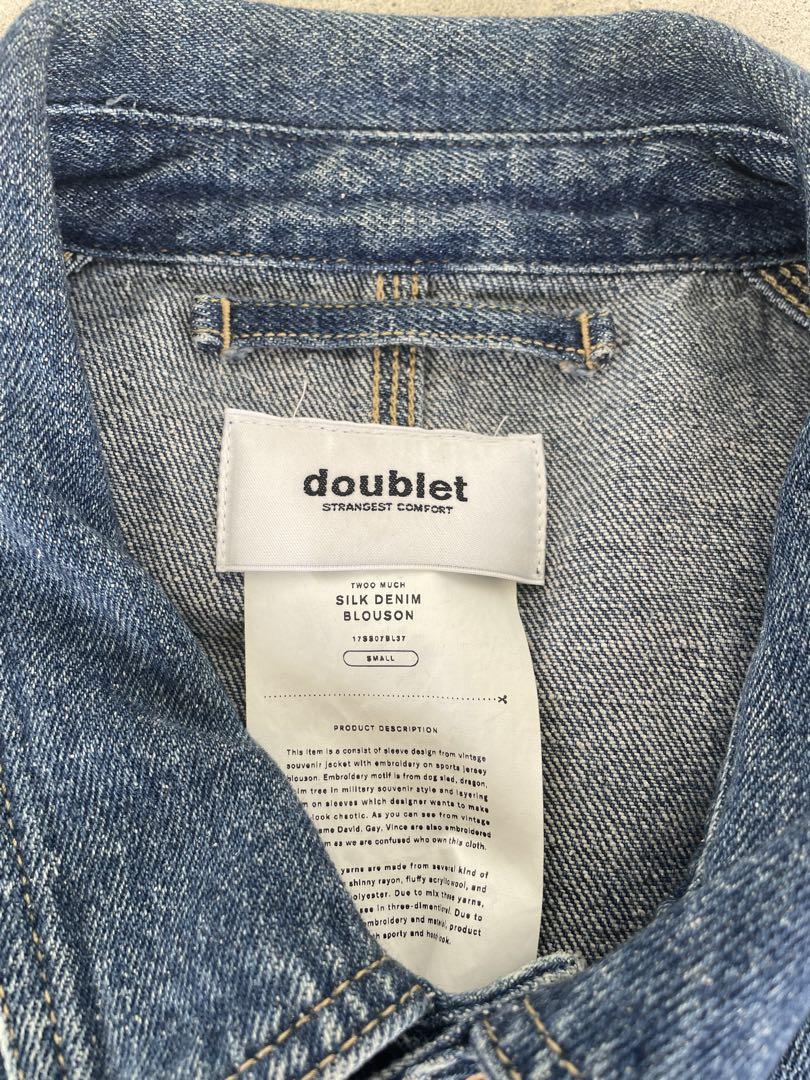 doublet
STRANGEST COMFORT
TWOO MUCH
SILK DENIM
BLOUSON
17SS07BL37
SMALL
PRODUCT DESCRIPTION
This item is a consist of sleeve design from vintage
souvenir jacket with embroidery on sports jersey
blouson. Embroidery motif is from dog sled, dragon,
tree in military souvenir style and layering
on sleeves which designer wants to make
look chaotic. As you can see from vintage
David, Gay, Vince are also embroidered
as we are confused who own this cloth.
yarns are made from several kind of
shinny rayon, fluffy acrylic wool, and
Due to mix these yarns,
see in three-dimentional. Due to
embroidery and material, product
sporty and